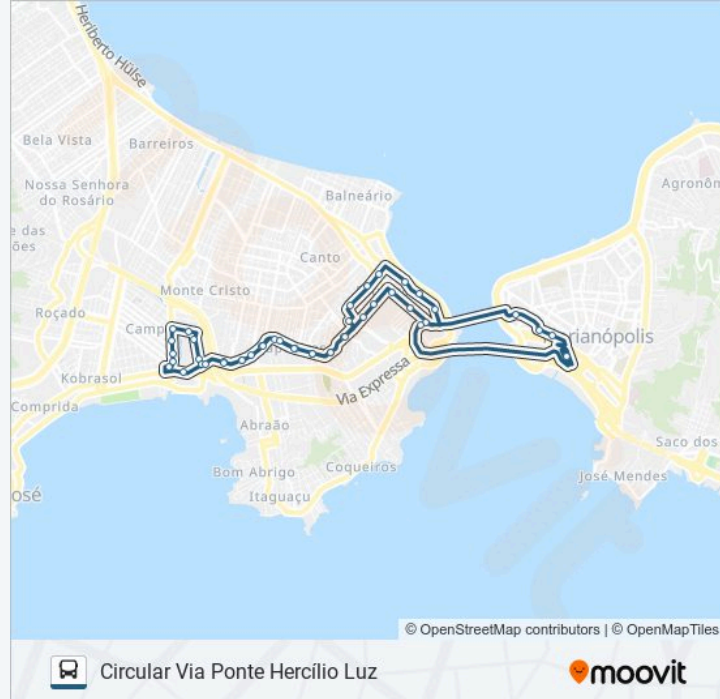 Heriberto Hülse
Bela Vista
Barreiros
Nossa Senhora
do Rosário
Balneário
Agronôm
e das
ões
Canto
Monte Cristo
Roçado
Camp
rianópolis
Kobrasol
Via Expressa
Comprida
Abraão
Saco dos
Bom Abrigo
Coqueiros
José Mendes
Itaguaçu
osé
© OpenStreetMap contributors | © OpenMapTiles
Circular Via Ponte Hercílio Luz
moovit